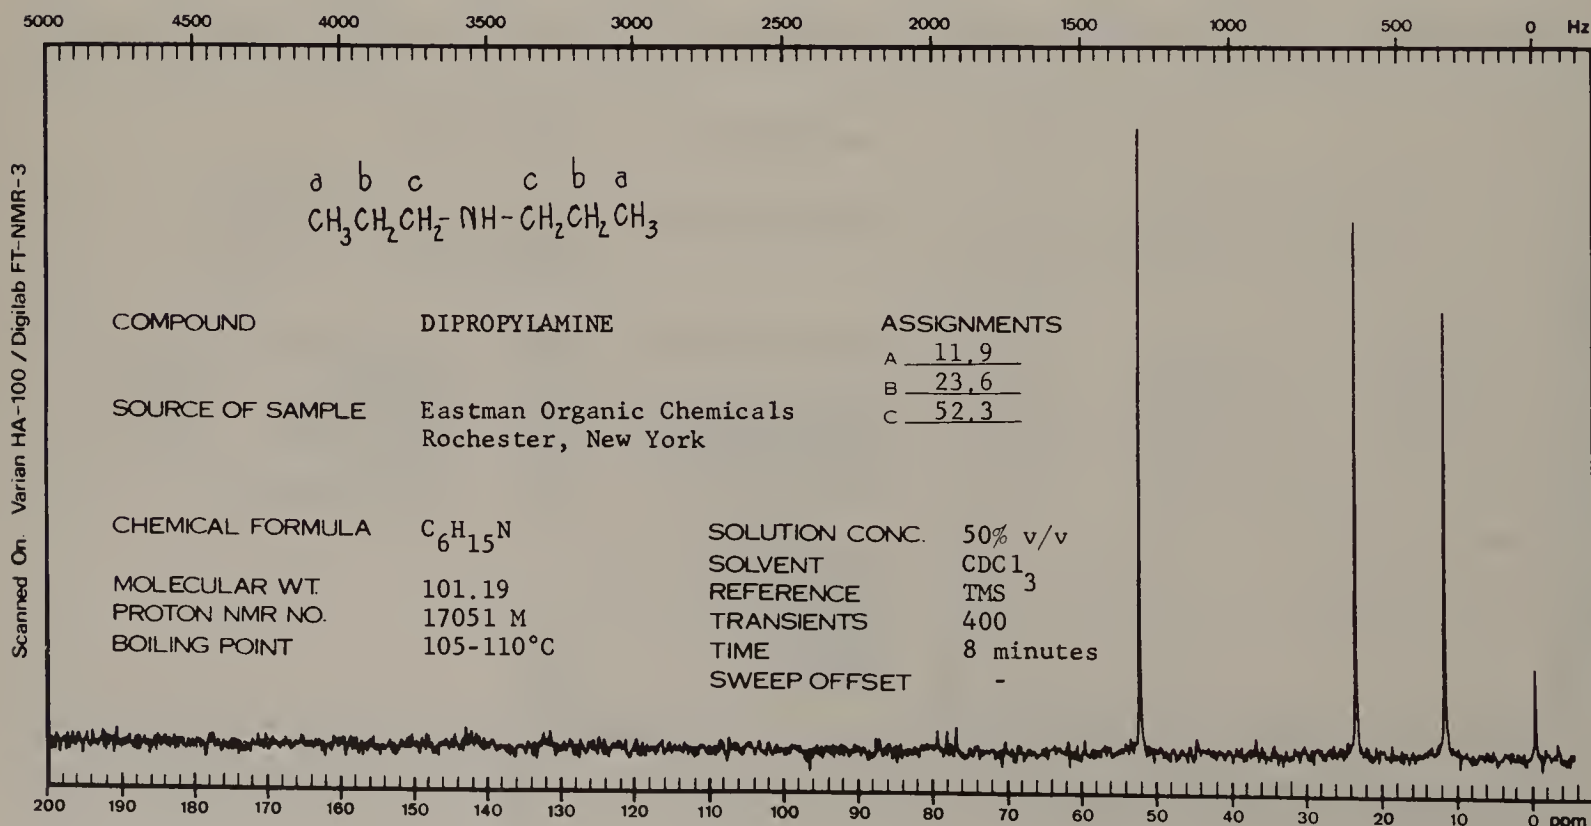 5000 4500 4000 3500 3000 2500 2000 1500 1000 500 0 Hz
Scanned On. Varian HA-100 / Digilab FT-NMR-3
a b c c b a
CH3CH2CH2-NH-CH2CH2CH3
COMPOUND DIPROPYLAMINE
ASSIGNMENTS
A 11.9
B 23.6
C 52.3
SOURCE OF SAMPLE Eastman Organic Chemicals
Rochester, New York
CHEMICAL FORMULA C6H15N
MOLECULAR WT. 101.19
PROTON NMR NO. 17051 M
BOILING POINT 105-110°C
SOLUTION CONC. 50% v/v
SOLVENT CDCl3
REFERENCE TMS
TRANSIENTS 400
TIME 8 minutes
SWEEP OFFSET -
200 190 180 170 160 150 140 130 120 110 100 90 80 70 60 50 40 30 20 10 0 ppm